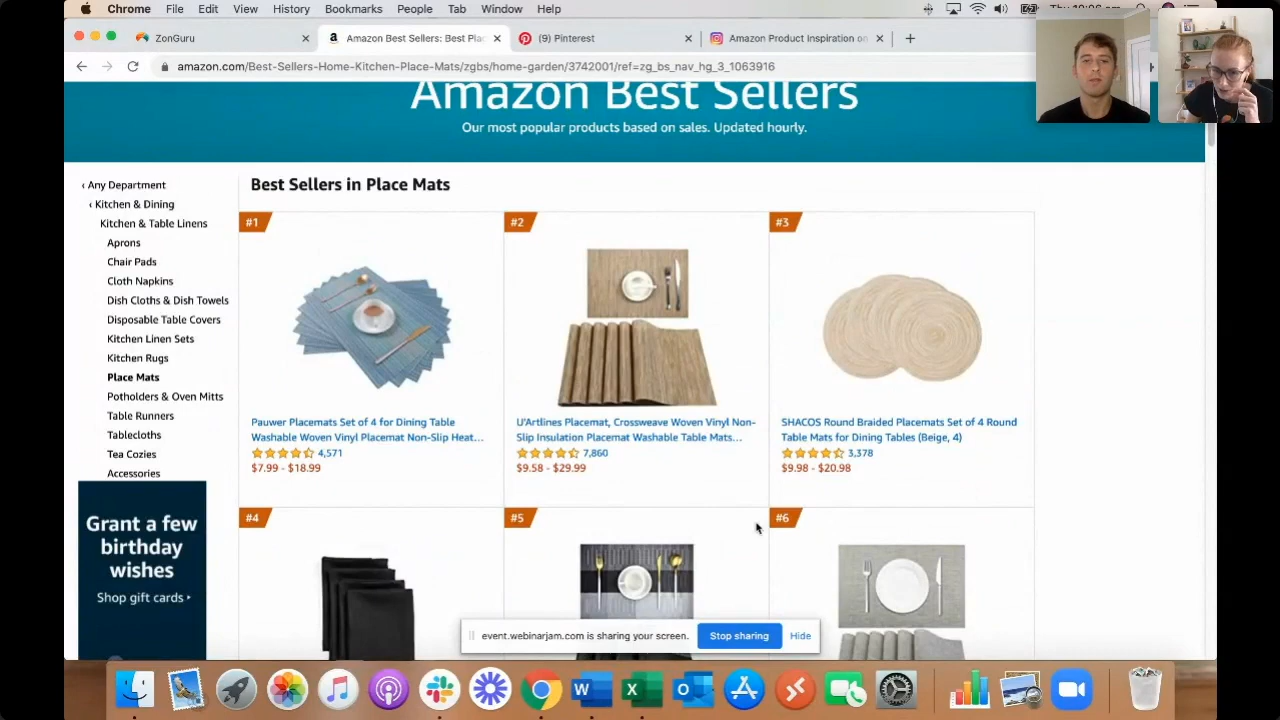 Chrome File Edit View History Bookmarks People Tab Window Help
ZonGuru
Amazon Best Sellers: Best Plac
(9) Pinterest
Amazon Product Inspiration on
amazon.com/Best-Sellers-Home-Kitchen-Place-Mats/zgbs/home-garden/3742001/ref=zg_bs_nav_hg_3_1063916
Amazon Best Sellers
Our most popular products based on sales. Updated hourly.
‹ Any Department
‹ Kitchen & Dining
Kitchen & Table Linens
Aprons
Chair Pads
Cloth Napkins
Dish Cloths & Dish Towels
Disposable Table Covers
Kitchen Linen Sets
Kitchen Rugs
Place Mats
Potholders & Oven Mitts
Table Runners
Tablecloths
Tea Cozies
Accessories
Grant a few
birthday
wishes
Shop gift cards ▸
Best Sellers in Place Mats
#1
Pauwer Placemats Set of 4 for Dining Table
Washable Woven Vinyl Placemat Non-Slip Heat...
4,571
$7.99 - $18.99
#2
U'Artlines Placemat, Crossweave Woven Vinyl Non-
Slip Insulation Placemat Washable Table Mats...
7,860
$9.58 - $29.99
#3
SHACOS Round Braided Placemats Set of 4 Round
Table Mats for Dining Tables (Beige, 4)
3,378
$9.98 - $20.98
#4
#5
#6
event.webinarjam.com is sharing your screen.
Stop sharing
Hide